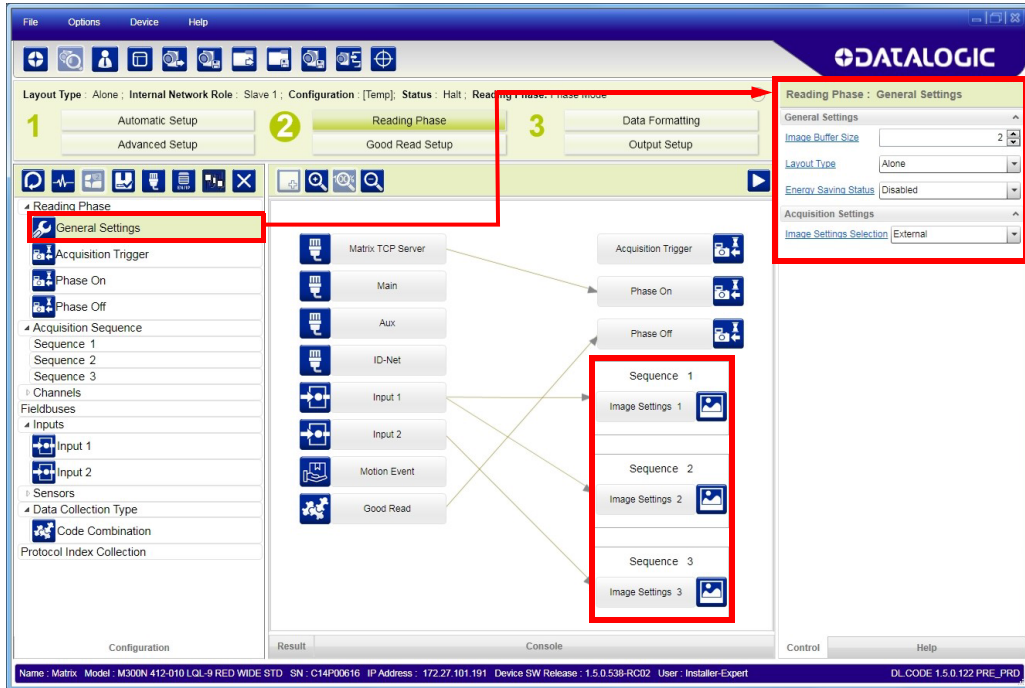 File Options Device Help
DATALOGIC
Layout Type : Alone ; Internal Network Role : Slave 1 ; Configuration : [Temp]; Status : Halt ; Reading Phase: Phase Mode
1 Automatic Setup
Advanced Setup
2 Reading Phase
Good Read Setup
3 Data Formatting
Output Setup
Reading Phase
General Settings
Acquisition Trigger
Phase On
Phase Off
Acquisition Sequence
Sequence 1
Sequence 2
Sequence 3
Channels
Fieldbuses
Inputs
Input 1
Input 2
Sensors
Data Collection Type
Code Combination
Protocol Index Collection
Configuration
100%
Matrix TCP Server
Main
Aux
ID-Net
Input 1
Input 2
Motion Event
Good Read
Acquisition Trigger
Phase On
Phase Off
Sequence 1
Image Settings 1
Sequence 2
Image Settings 2
Sequence 3
Image Settings 3
Result Console
Reading Phase : General Settings
General Settings
Image Buffer Size 2
Layout Type Alone
Energy Saving Status Disabled
Acquisition Settings
Image Settings Selection External
Control Help
Name : Matrix Model : M300N 412-010 LQL-9 RED WIDE STD SN : C14P00616 IP Address : 172.27.101.191 Device SW Release : 1.5.0.538-RC02 User : Installer-Expert DL.CODE 1.5.0.122 PRE_PRD